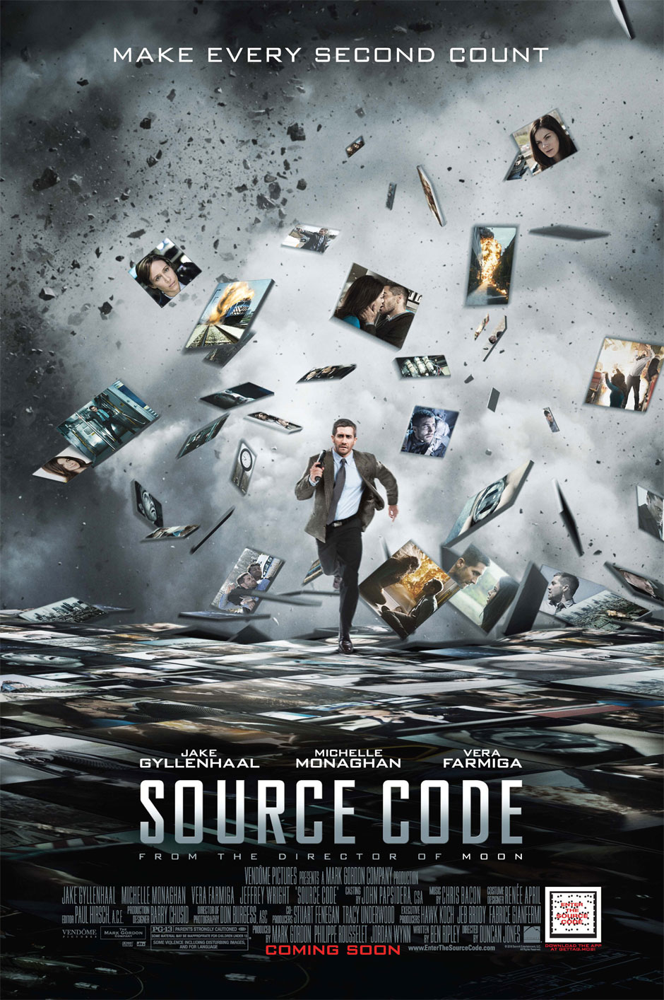 MAKE EVERY SECOND COUNT
JAKE GYLLENHAAL
MICHELLE MONAGHAN
VERA FARMIGA
SOURCE CODE
FROM THE DIRECTOR OF MOON
VENDÔME PICTURES PRESENTS A MARK GORDON COMPANY PRODUCTION
JAKE GYLLENHAAL MICHELLE MONAGHAN VERA FARMIGA JEFFREY WRIGHT "SOURCE CODE" CASTING BY JOHN PAPSIDERA, CSA MUSIC BY CHRIS BACON COSTUME DESIGNER RENÉE APRIL
EDITOR PAUL HIRSCH, A.C.E. PRODUCTION DESIGNER BARRY CHUSID DIRECTOR OF PHOTOGRAPHY DON BURGESS, ASC CO-PRODUCERS STUART FENEGAN TRACY UNDERWOOD EXECUTIVE PRODUCERS HAWK KOCH JEB BRODY FABRICE GIANFERMI
PRODUCED BY MARK GORDON PHILIPPE ROUSSELET JORDAN WYNN WRITTEN BY BEN RIPLEY DIRECTED BY DUNCAN JONES
VENDÔME PICTURES
THE MARK GORDON COMPANY
PG-13 PARENTS STRONGLY CAUTIONED
SOME MATERIAL MAY BE INAPPROPRIATE FOR CHILDREN UNDER 13
SOME VIOLENCE INCLUDING DISTURBING IMAGES, AND FOR LANGUAGE
COMING SOON
www.EnterTheSourceCode.com
ENTER
THE
SOURCE
CODE
DOWNLOAD THE APP
AT GETTAG.MOBI